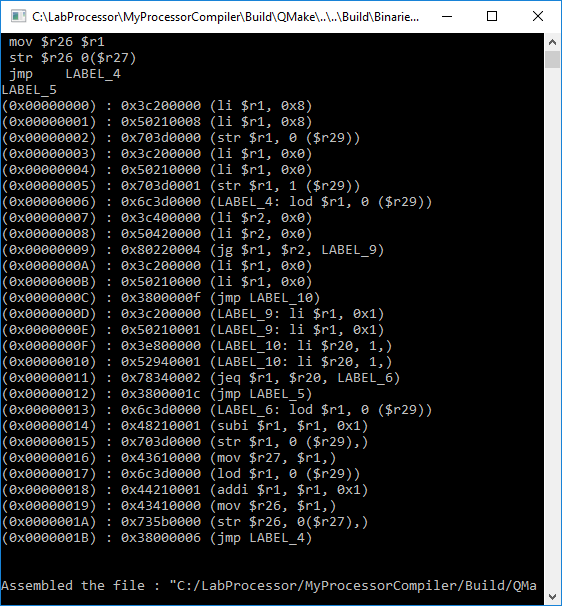 C:\LabProcessor\MyProcessorCompiler\Build\QMake\..\..\Build\Binarie...
mov $r26 $r1
str $r26 0($r27)
jmp    LABEL_4
LABEL_5
(0x00000000) : 0x3c200000 (li $r1, 0x8)
(0x00000001) : 0x50210008 (li $r1, 0x8)
(0x00000002) : 0x703d0000 (str $r1, 0 ($r29))
(0x00000003) : 0x3c200000 (li $r1, 0x0)
(0x00000004) : 0x50210000 (li $r1, 0x0)
(0x00000005) : 0x703d0001 (str $r1, 1 ($r29))
(0x00000006) : 0x6c3d0000 (LABEL_4: lod $r1, 0 ($r29))
(0x00000007) : 0x3c400000 (li $r2, 0x0)
(0x00000008) : 0x50420000 (li $r2, 0x0)
(0x00000009) : 0x80220004 (jg $r1, $r2, LABEL_9)
(0x0000000A) : 0x3c200000 (li $r1, 0x0)
(0x0000000B) : 0x50210000 (li $r1, 0x0)
(0x0000000C) : 0x3800000f (jmp LABEL_10)
(0x0000000D) : 0x3c200000 (LABEL_9: li $r1, 0x1)
(0x0000000E) : 0x50210001 (LABEL_9: li $r1, 0x1)
(0x0000000F) : 0x3e800000 (LABEL_10: li $r20, 1,)
(0x00000010) : 0x52940001 (LABEL_10: li $r20, 1,)
(0x00000011) : 0x78340002 (jeq $r1, $r20, LABEL_6)
(0x00000012) : 0x3800001c (jmp LABEL_5)
(0x00000013) : 0x6c3d0000 (LABEL_6: lod $r1, 0 ($r29))
(0x00000014) : 0x48210001 (subi $r1, $r1, 0x1)
(0x00000015) : 0x703d0000 (str $r1, 0 ($r29),)
(0x00000016) : 0x43610000 (mov $r27, $r1,)
(0x00000017) : 0x6c3d0000 (lod $r1, 0 ($r29))
(0x00000018) : 0x44210001 (addi $r1, $r1, 0x1)
(0x00000019) : 0x43410000 (mov $r26, $r1,)
(0x0000001A) : 0x735b0000 (str $r26, 0($r27),)
(0x0000001B) : 0x38000006 (jmp LABEL_4)
Assembled the file : "C:/LabProcessor/MyProcessorCompiler/Build/QMa